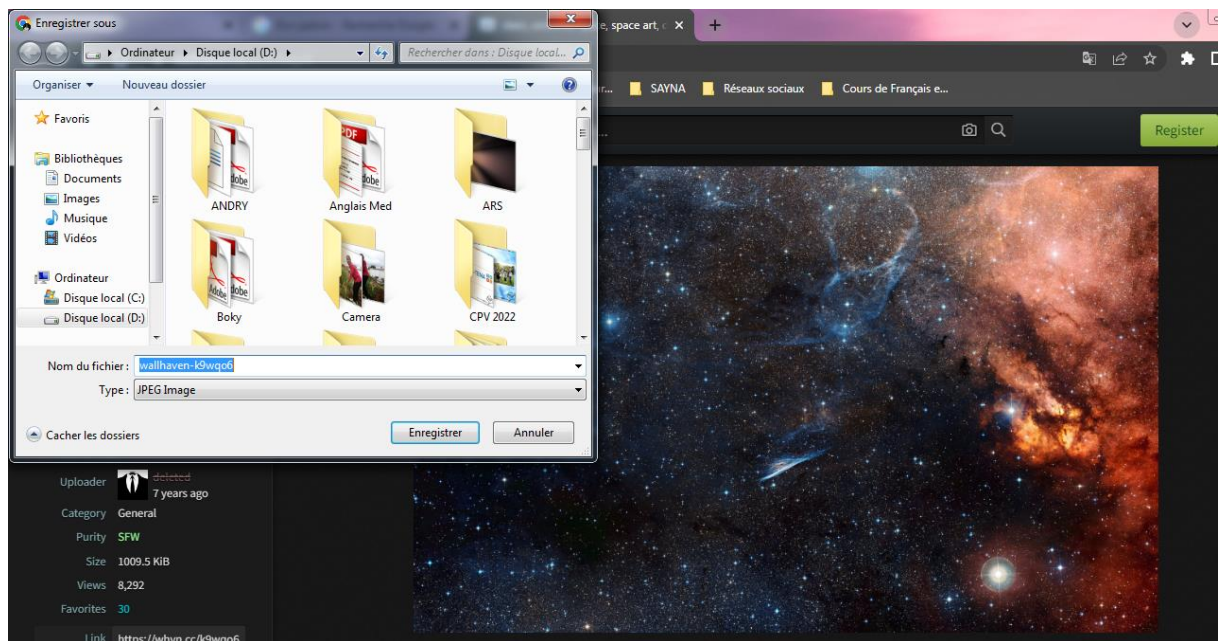 Enregistrer sous
Ordinateur Disque local (D:)
Rechercher dans : Disque local...
Organiser Nouveau dossier
Favoris
Bibliothèques
Documents
Images
Musique
Vidéos
Ordinateur
Disque local (C:)
Disque local (D:)
ANDRY Anglais Med ARS
Boky Camera CPV 2022
Nom du fichier : wallhaven-k9wqo6
Type : JPEG Image
Cacher les dossiers
Enregistrer Annuler
e, space art, c
SAYNA Réseaux sociaux Cours de Français e...
Register
Uploader deleted
7 years ago
Category General
Purity SFW
Size 1009.5 KiB
Views 8,292
Favorites 30
Link https://whvn.cc/k9wqo6